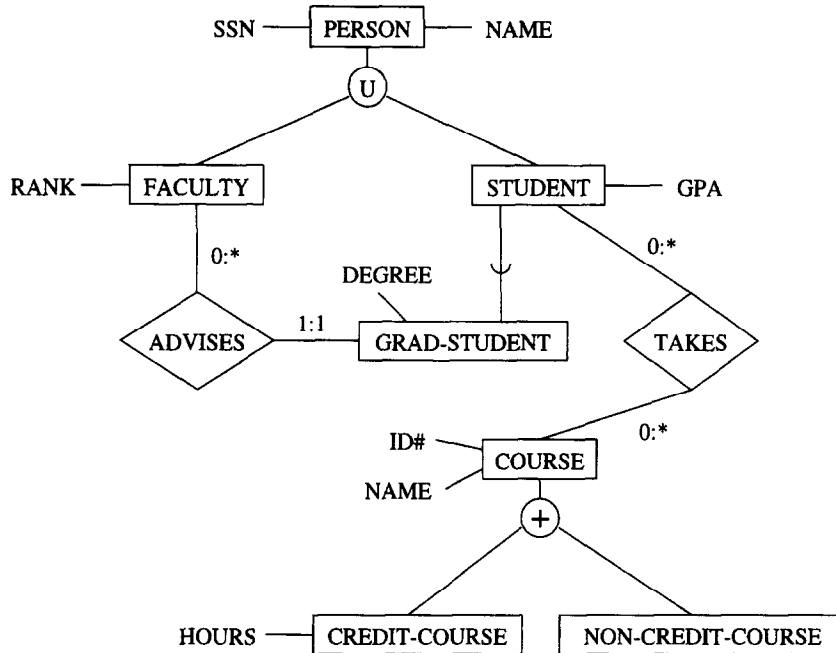 SSN PERSON NAME
U
RANK FACULTY STUDENT GPA
0:* 0:*
DEGREE
ADVISES 1:1 GRAD-STUDENT TAKES
0:*
ID# COURSE
NAME
+
HOURS CREDIT-COURSE NON-CREDIT-COURSE